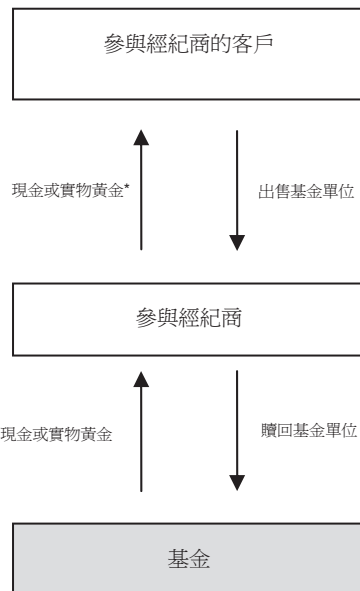 參與經紀商的客戶
現金或實物黃金*
出售基金單位
參與經紀商
現金或實物黃金
贖回基金單位
基金